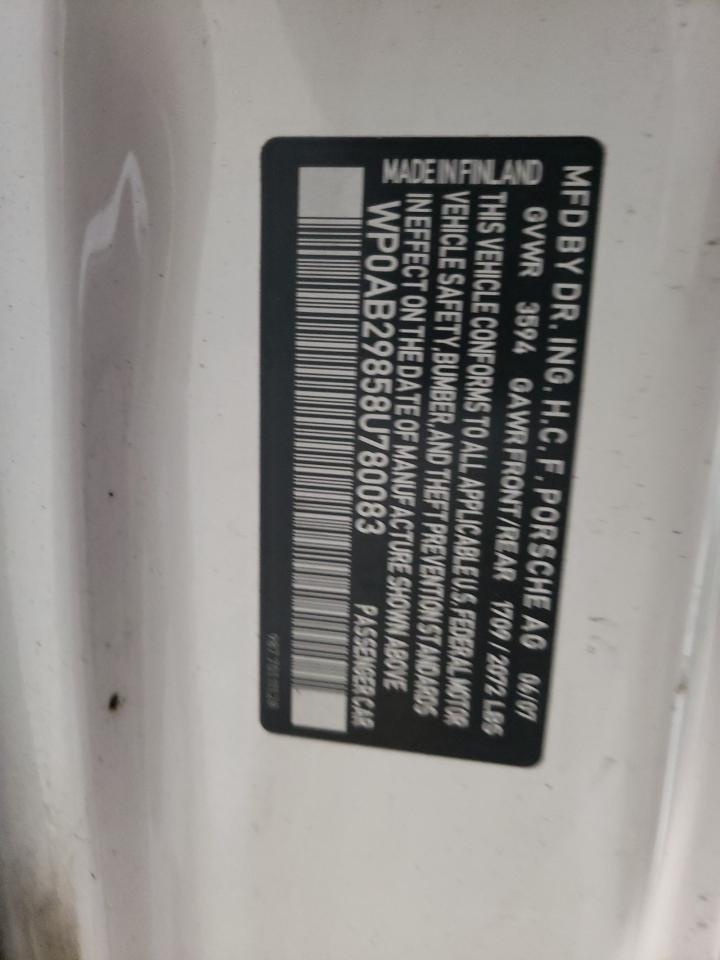 MFD BY DR. ING. H.C. F. PORSCHE AG 06/07
GVWR 3594 GAWR FRONT/REAR 1709 / 2072 LBS
THIS VEHICLE CONFORMS TO ALL APPLICABLE U.S. FEDERAL MOTOR
VEHICLE SAFETY, BUMBER, AND THEFT PREVENTION STANDARDS
IN EFFECT ON THE DATE OF MANUFACTURE SHOWN ABOVE
MADE IN FINLAND
WP0AB29858U780083 PASSENGER CAR